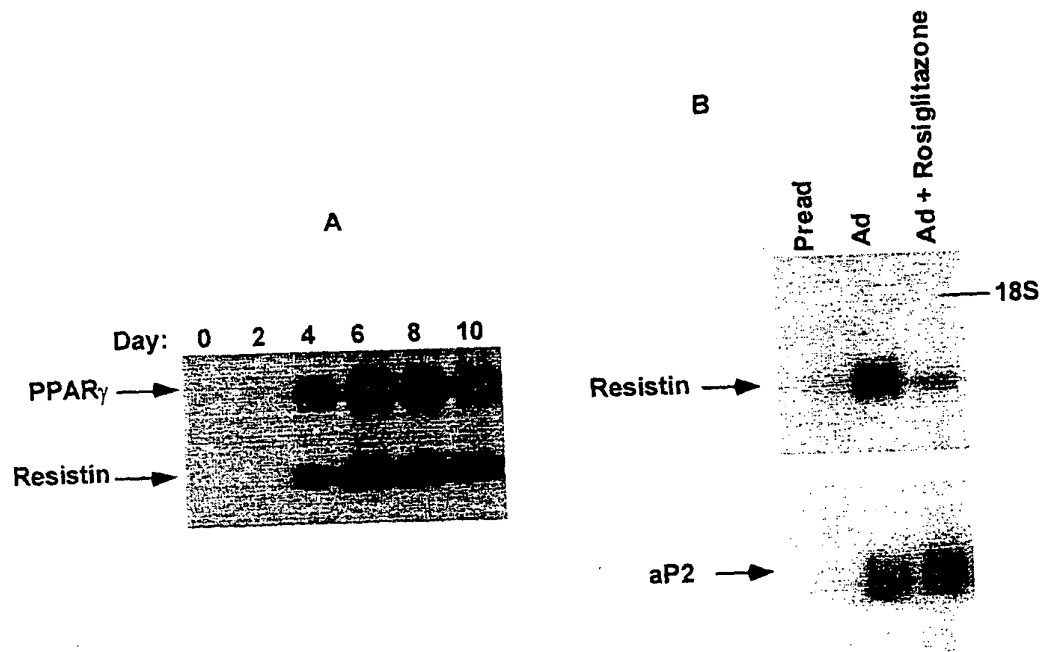 A
Day: 0 2 4 6 8 10
PPARγ
Resistin
B
Pread
Ad
Ad + Rosiglitazone
18S
Resistin
aP2